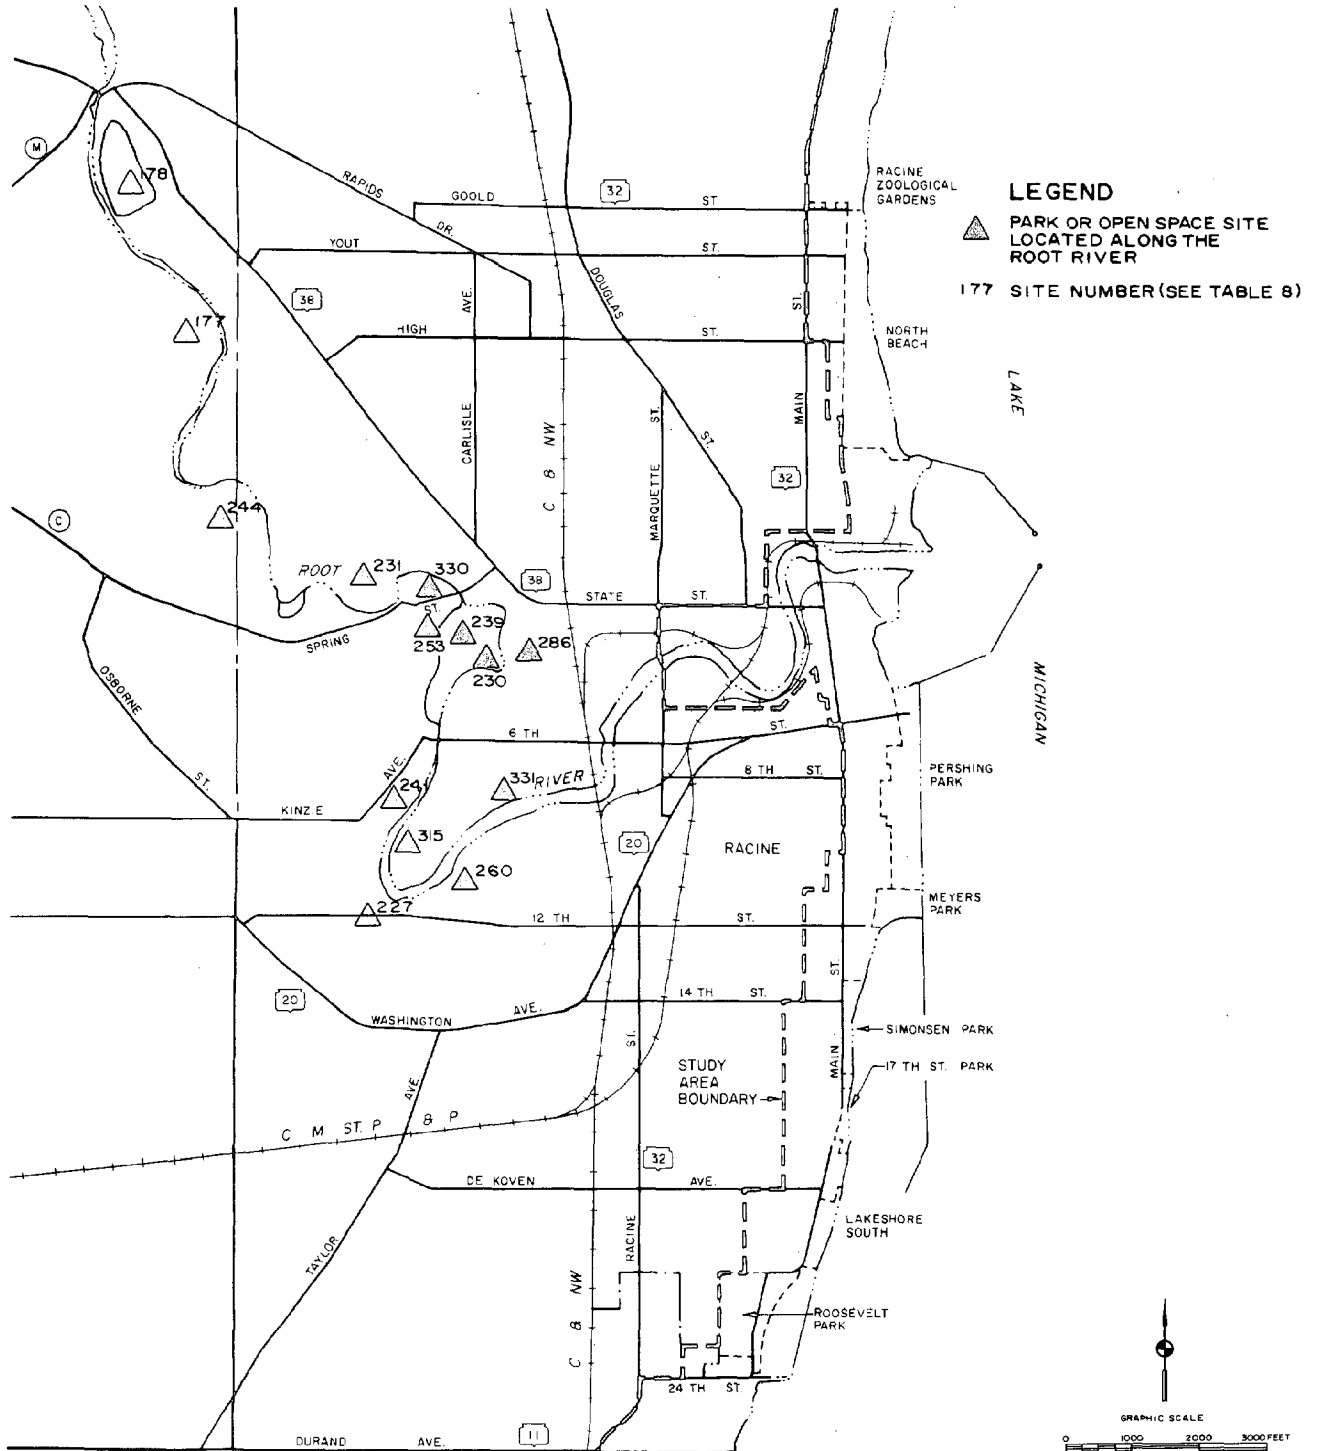 RACINE
ZOOLOGICAL
GARDENS
LEGEND
PARK OR OPEN SPACE SITE
LOCATED ALONG THE
ROOT RIVER
177 SITE NUMBER (SEE TABLE 8)
M
178
RAPIDS
DR.
GOOLD
32
ST
YOUT
ST.
38
AVE.
DOUGLAS
ST.
177
HIGH
ST.
ST.
NORTH
BEACH
LAKE
CARLISLE
C & NW
MARQUETTE
ST.
MAIN
32
C
244
ROOT
231
330
38
STATE
ST.
ST.
239
253
SPRING
286
230
OSBORNE
ST.
MICHIGAN
6 TH
ST.
AVE.
241
331
RIVER
8 TH
ST.
PERSHING
PARK
KINZIE
315
20
RACINE
260
227
12 TH
ST.
MEYERS
PARK
20
14 TH
ST.
ST.
WASHINGTON
AVE.
SIMONSEN PARK
ST.
MAIN
STUDY
AREA
BOUNDARY
17 TH ST. PARK
AVE.
C M ST. P & P
32
DE KOVEN
AVE.
LAKESHORE
SOUTH
RACINE
TAYLOR
C & NW
ROOSEVELT
PARK
24 TH ST.
DURAND
AVE.
11
GRAPHIC SCALE
0 1000 2000 3000 FEET